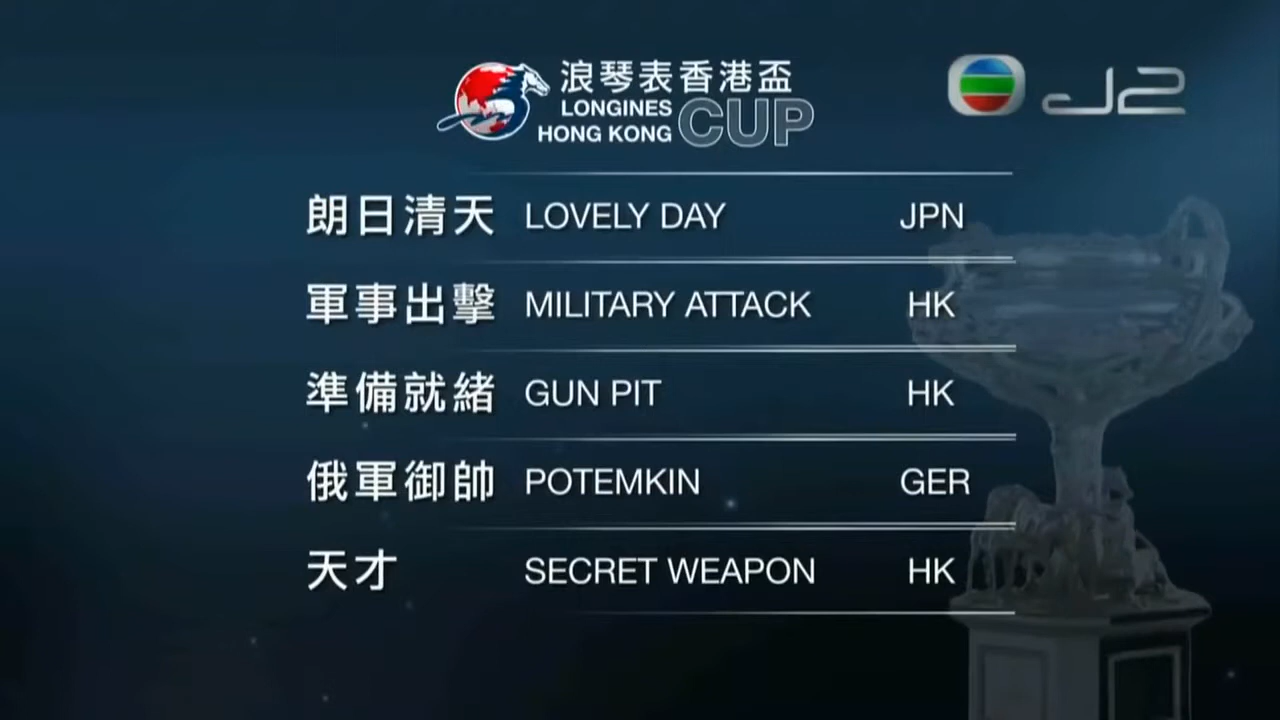 浪琴表香港盃
LONGINES
HONG KONG CUP
J2
朗日清天 LOVELY DAY JPN
軍事出擊 MILITARY ATTACK HK
準備就緒 GUN PIT HK
俄軍御帥 POTEMKIN GER
天才 SECRET WEAPON HK